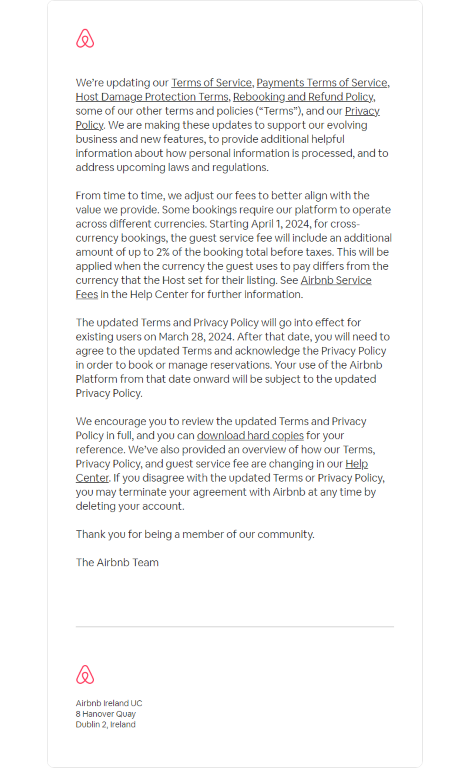 We're updating our Terms of Service, Payments Terms of Service,
Host Damage Protection Terms, Rebooking and Refund Policy,
some of our other terms and policies (“Terms”), and our Privacy
Policy. We are making these updates to support our evolving
business and new features, to provide additional helpful
information about how personal information is processed, and to
address upcoming laws and regulations.
From time to time, we adjust our fees to better align with the
value we provide. Some bookings require our platform to operate
across different currencies. Starting April 1, 2024, for cross-
currency bookings, the guest service fee will include an additional
amount of up to 2% of the booking total before taxes. This will be
applied when the currency the guest uses to pay differs from the
currency that the Host set for their listing. See Airbnb Service
Fees in the Help Center for further information.
The updated Terms and Privacy Policy will go into effect for
existing users on March 28, 2024. After that date, you will need to
agree to the updated Terms and acknowledge the Privacy Policy
in order to book or manage reservations. Your use of the Airbnb
Platform from that date onward will be subject to the updated
Privacy Policy.
We encourage you to review the updated Terms and Privacy
Policy in full, and you can download hard copies for your
reference. We've also provided an overview of how our Terms,
Privacy Policy, and guest service fee are changing in our Help
Center. If you disagree with the updated Terms or Privacy Policy,
you may terminate your agreement with Airbnb at any time by
deleting your account.
Thank you for being a member of our community.
The Airbnb Team
Airbnb Ireland UC
8 Hanover Quay
Dublin 2, Ireland